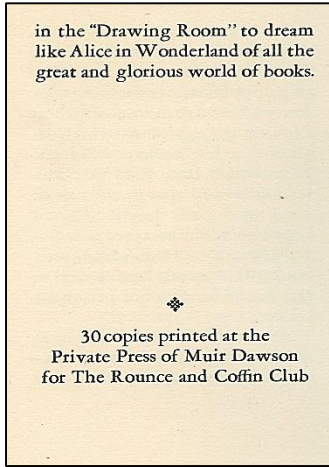 in the “Drawing Room” to dream
like Alice in Wonderland of all the
great and glorious world of books.
30 copies printed at the
Private Press of Muir Dawson
for The Rounce and Coffin Club